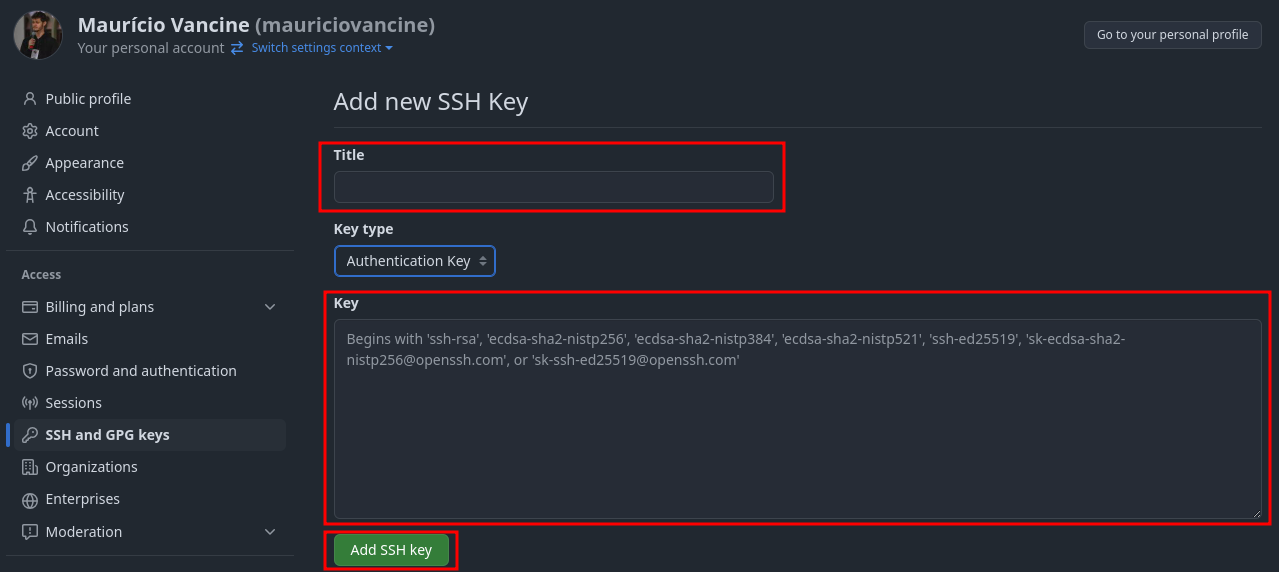 Maurício Vancine (mauriciovancine)
Your personal account Switch settings context
Go to your personal profile
Public profile
Account
Appearance
Accessibility
Notifications
Access
Billing and plans
Emails
Password and authentication
Sessions
SSH and GPG keys
Organizations
Enterprises
Moderation
Add new SSH Key
Title
Key type
Authentication Key
Key
Begins with 'ssh-rsa', 'ecdsa-sha2-nistp256', 'ecdsa-sha2-nistp384', 'ecdsa-sha2-nistp521', 'ssh-ed25519', 'sk-ecdsa-sha2-
nistp256@openssh.com', or 'sk-ssh-ed25519@openssh.com'
Add SSH key